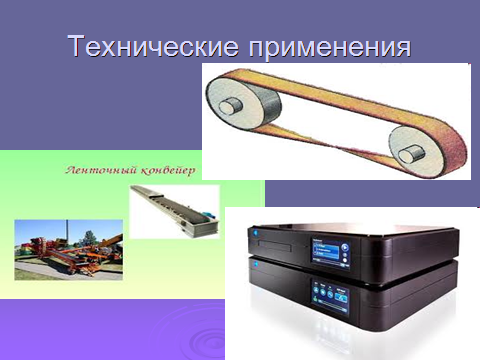 Технические применения
Ленточный конвейер